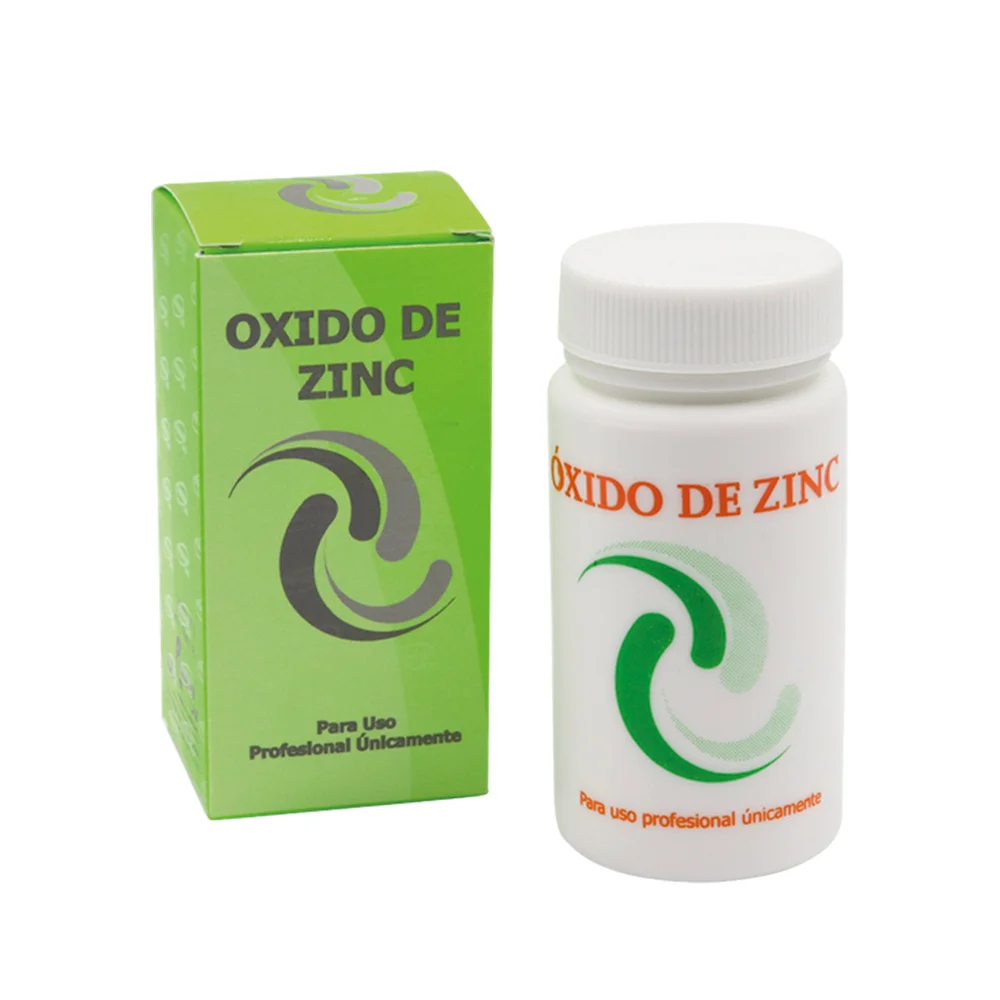 OXIDO DE
ZINC
Para Uso
Profesional Únicamente
ÓXIDO DE ZINC
Para uso profesional únicamente